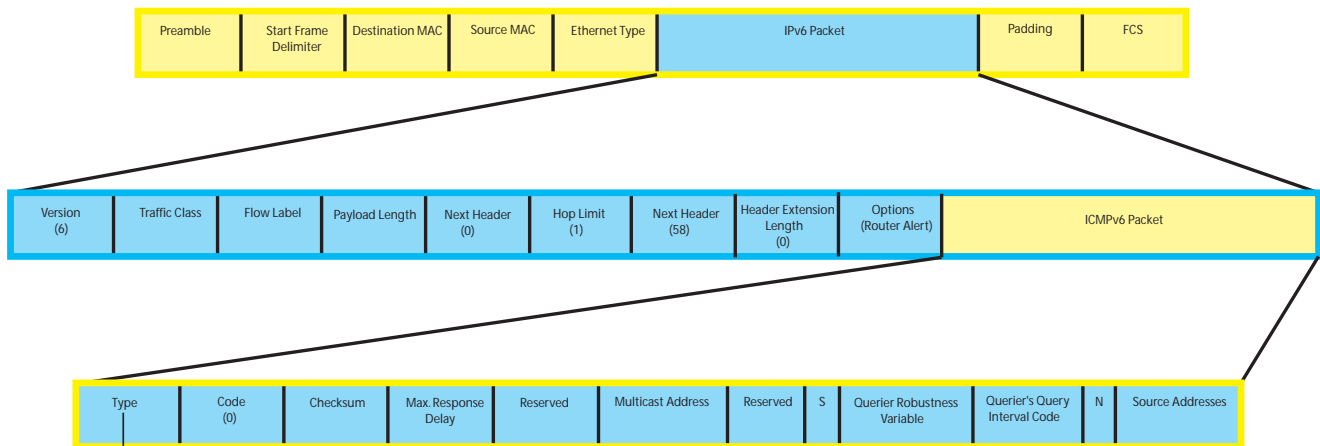 Preamble
Start Frame
Delimiter
Destination MAC
Source MAC
Ethernet Type
IPv6 Packet
Padding
FCS
Version
(6)
Traffic Class
Flow Label
Payload Length
Next Header
(0)
Hop Limit
(1)
Next Header
(58)
Header Extension
Length
(0)
Options
(Router Alert)
ICMPv6 Packet
Type
Code
(0)
Checksum
Max. Response
Delay
Reserved
Multicast Address
Reserved
S
Querier Robustness
Variable
Querier's Query
Interval Code
N
Source Addresses